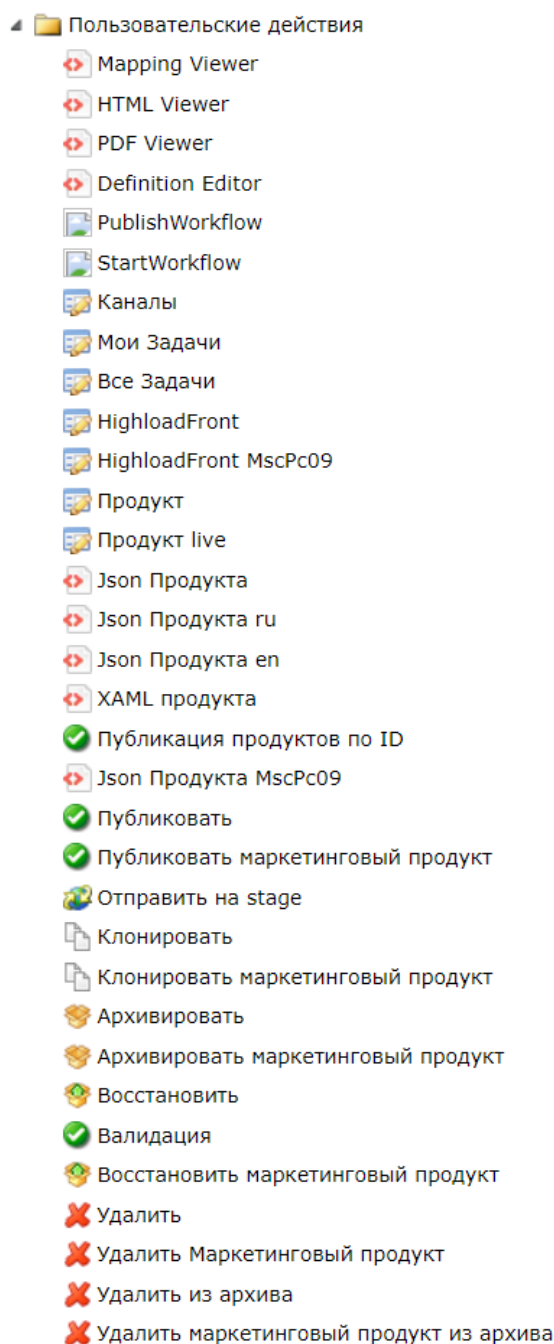 Пользовательские действия
Mapping Viewer
HTML Viewer
PDF Viewer
Definition Editor
PublishWorkflow
StartWorkflow
Каналы
Мои Задачи
Все Задачи
HighloadFront
HighloadFront MscPc09
Продукт
Продукт live
Json Продукта
Json Продукта ru
Json Продукта en
XAML продукта
Публикация продуктов по ID
Json Продукта MscPc09
Публиковать
Публиковать маркетинговый продукт
Отправить на stage
Клонировать
Клонировать маркетинговый продукт
Архивировать
Архивировать маркетинговый продукт
Восстановить
Валидация
Восстановить маркетинговый продукт
Удалить
Удалить Маркетинговый продукт
Удалить из архива
Удалить маркетинговый продукт из архива